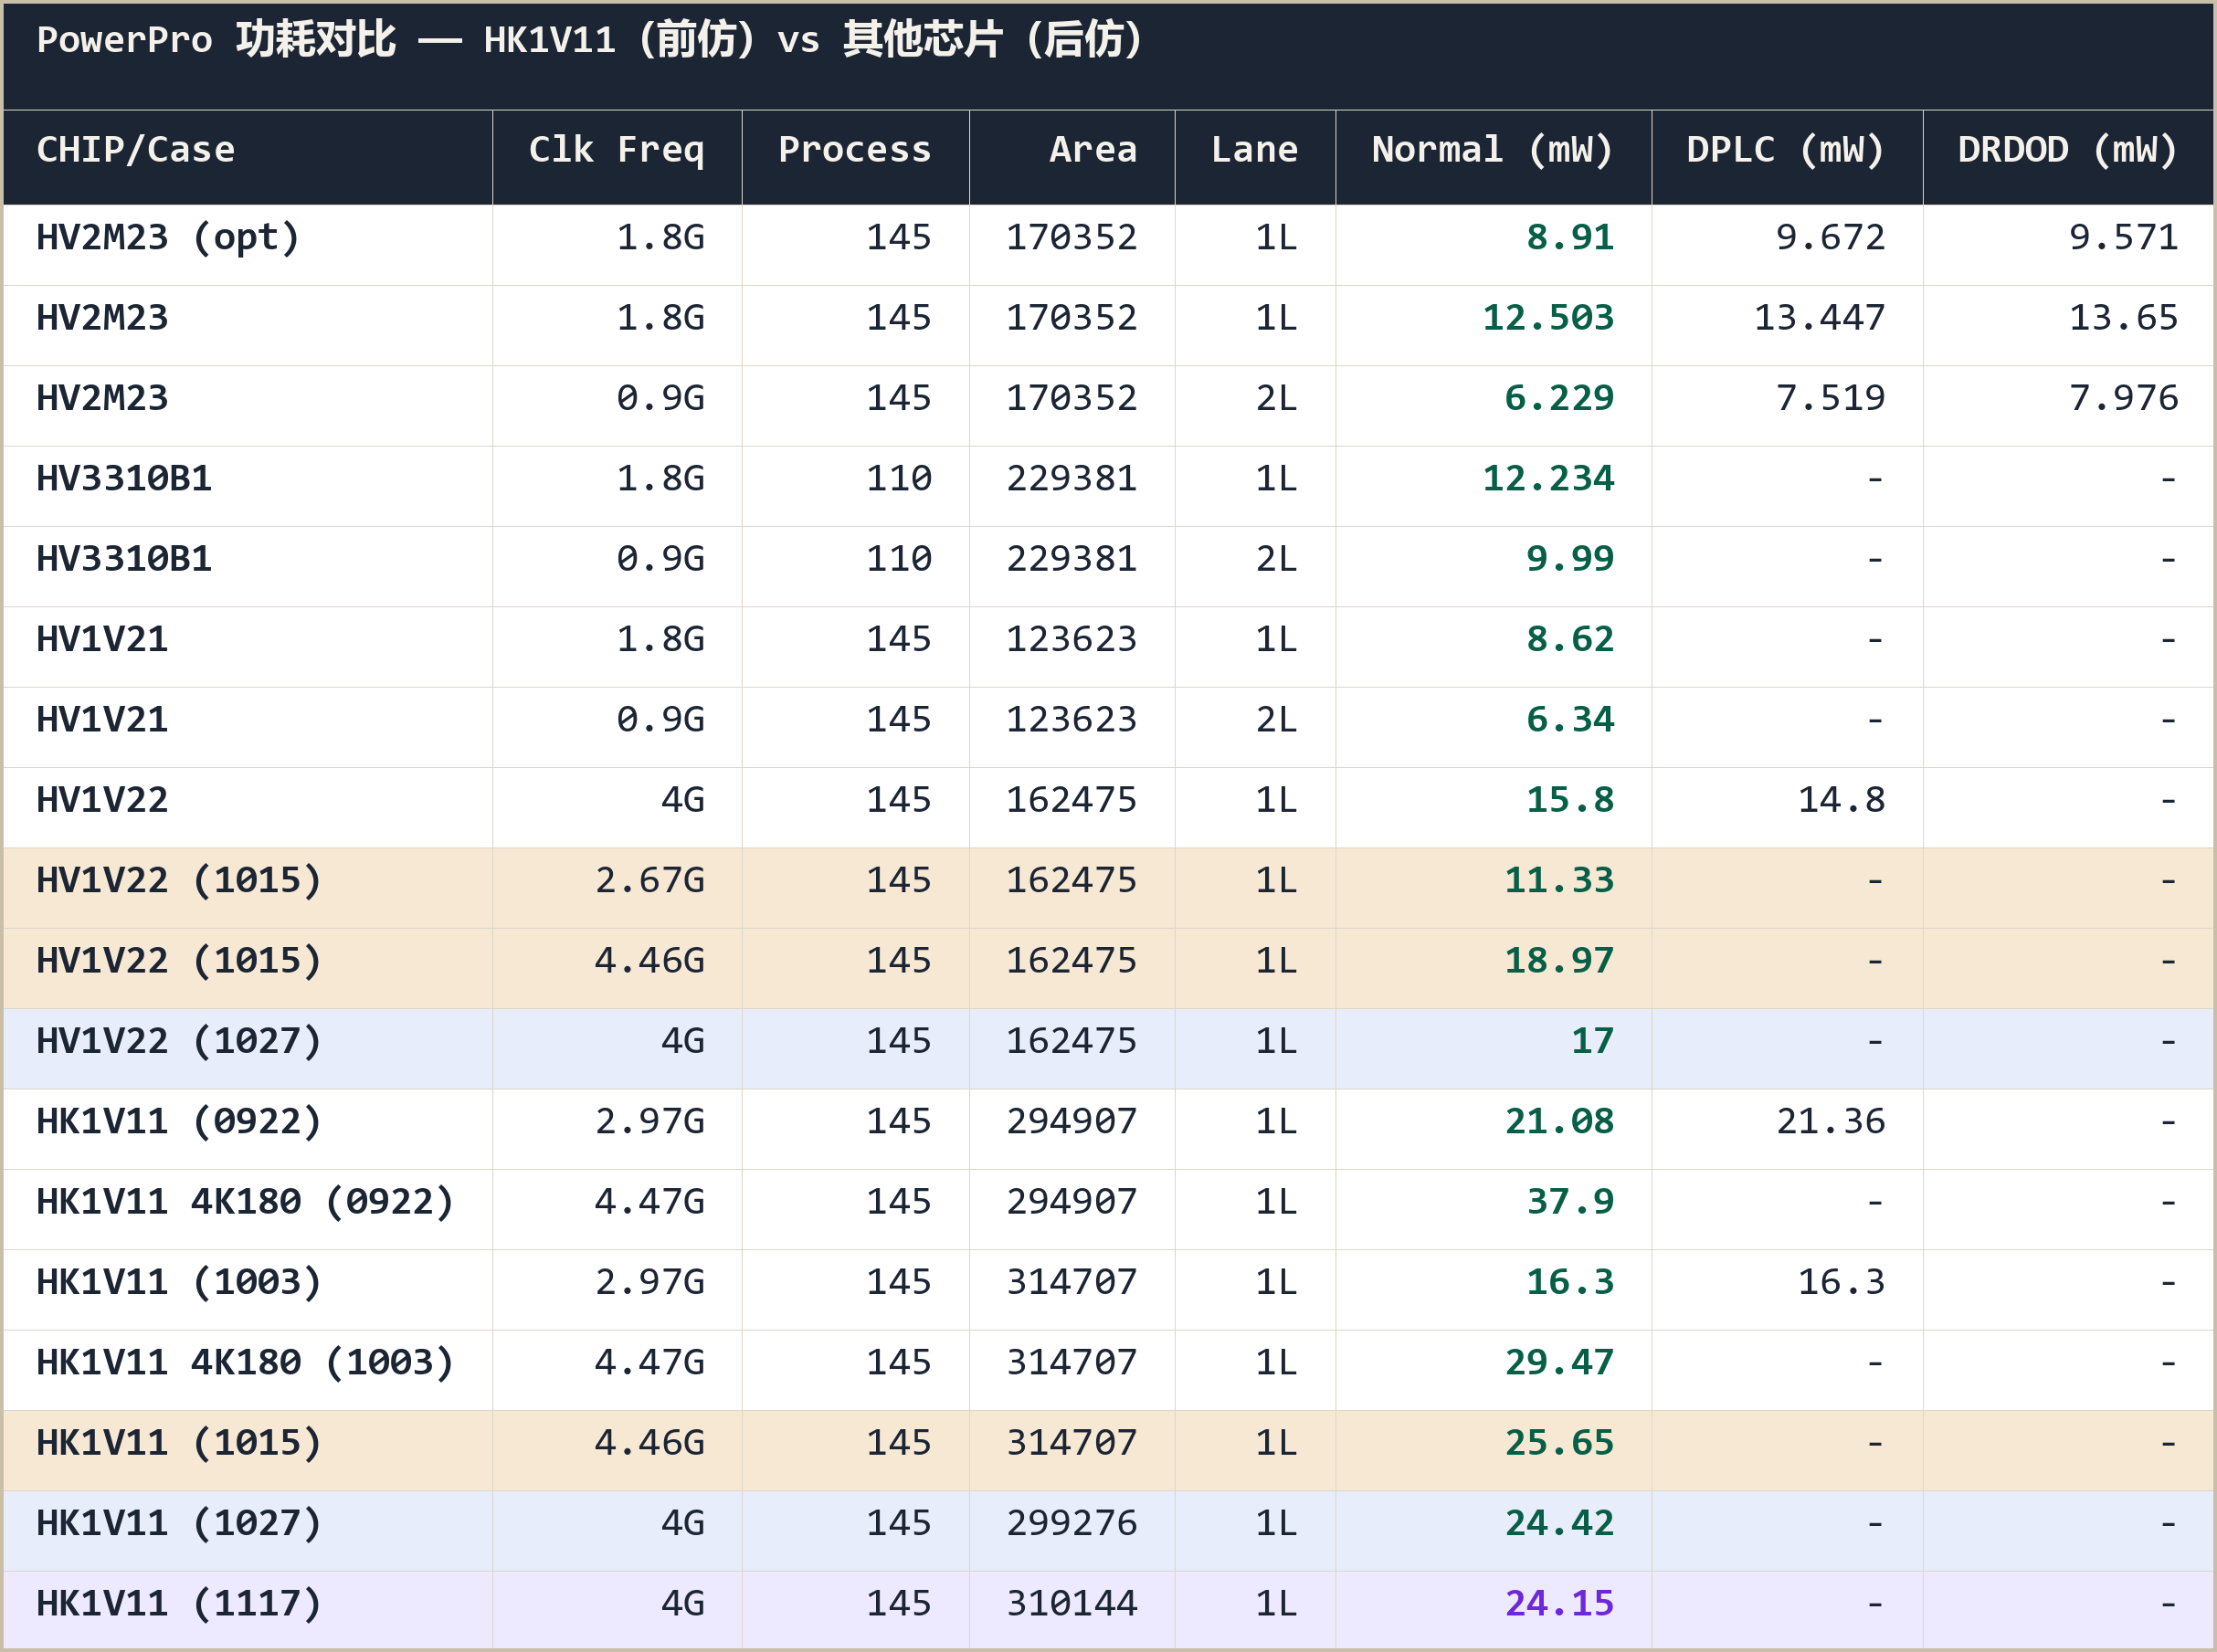 PowerPro 功耗对比 — HK1V11 (前仿) vs 其他芯片 (后仿)
CHIP/Case Clk Freq Process Area Lane Normal (mW) DPLC (mW) DRDOD (mW)
HV2M23 (opt) 1.8G 145 170352 1L 8.91 9.672 9.571
HV2M23 1.8G 145 170352 1L 12.503 13.447 13.65
HV2M23 0.9G 145 170352 2L 6.229 7.519 7.976
HV3310B1 1.8G 110 229381 1L 12.234 - -
HV3310B1 0.9G 110 229381 2L 9.99 - -
HV1V21 1.8G 145 123623 1L 8.62 - -
HV1V21 0.9G 145 123623 2L 6.34 - -
HV1V22 4G 145 162475 1L 15.8 14.8 -
HV1V22 (1015) 2.67G 145 162475 1L 11.33 - -
HV1V22 (1015) 4.46G 145 162475 1L 18.97 - -
HV1V22 (1027) 4G 145 162475 1L 17 - -
HK1V11 (0922) 2.97G 145 294907 1L 21.08 21.36 -
HK1V11 4K180 (0922) 4.47G 145 294907 1L 37.9 - -
HK1V11 (1003) 2.97G 145 314707 1L 16.3 16.3 -
HK1V11 4K180 (1003) 4.47G 145 314707 1L 29.47 - -
HK1V11 (1015) 4.46G 145 314707 1L 25.65 - -
HK1V11 (1027) 4G 145 299276 1L 24.42 - -
HK1V11 (1117) 4G 145 310144 1L 24.15 - -